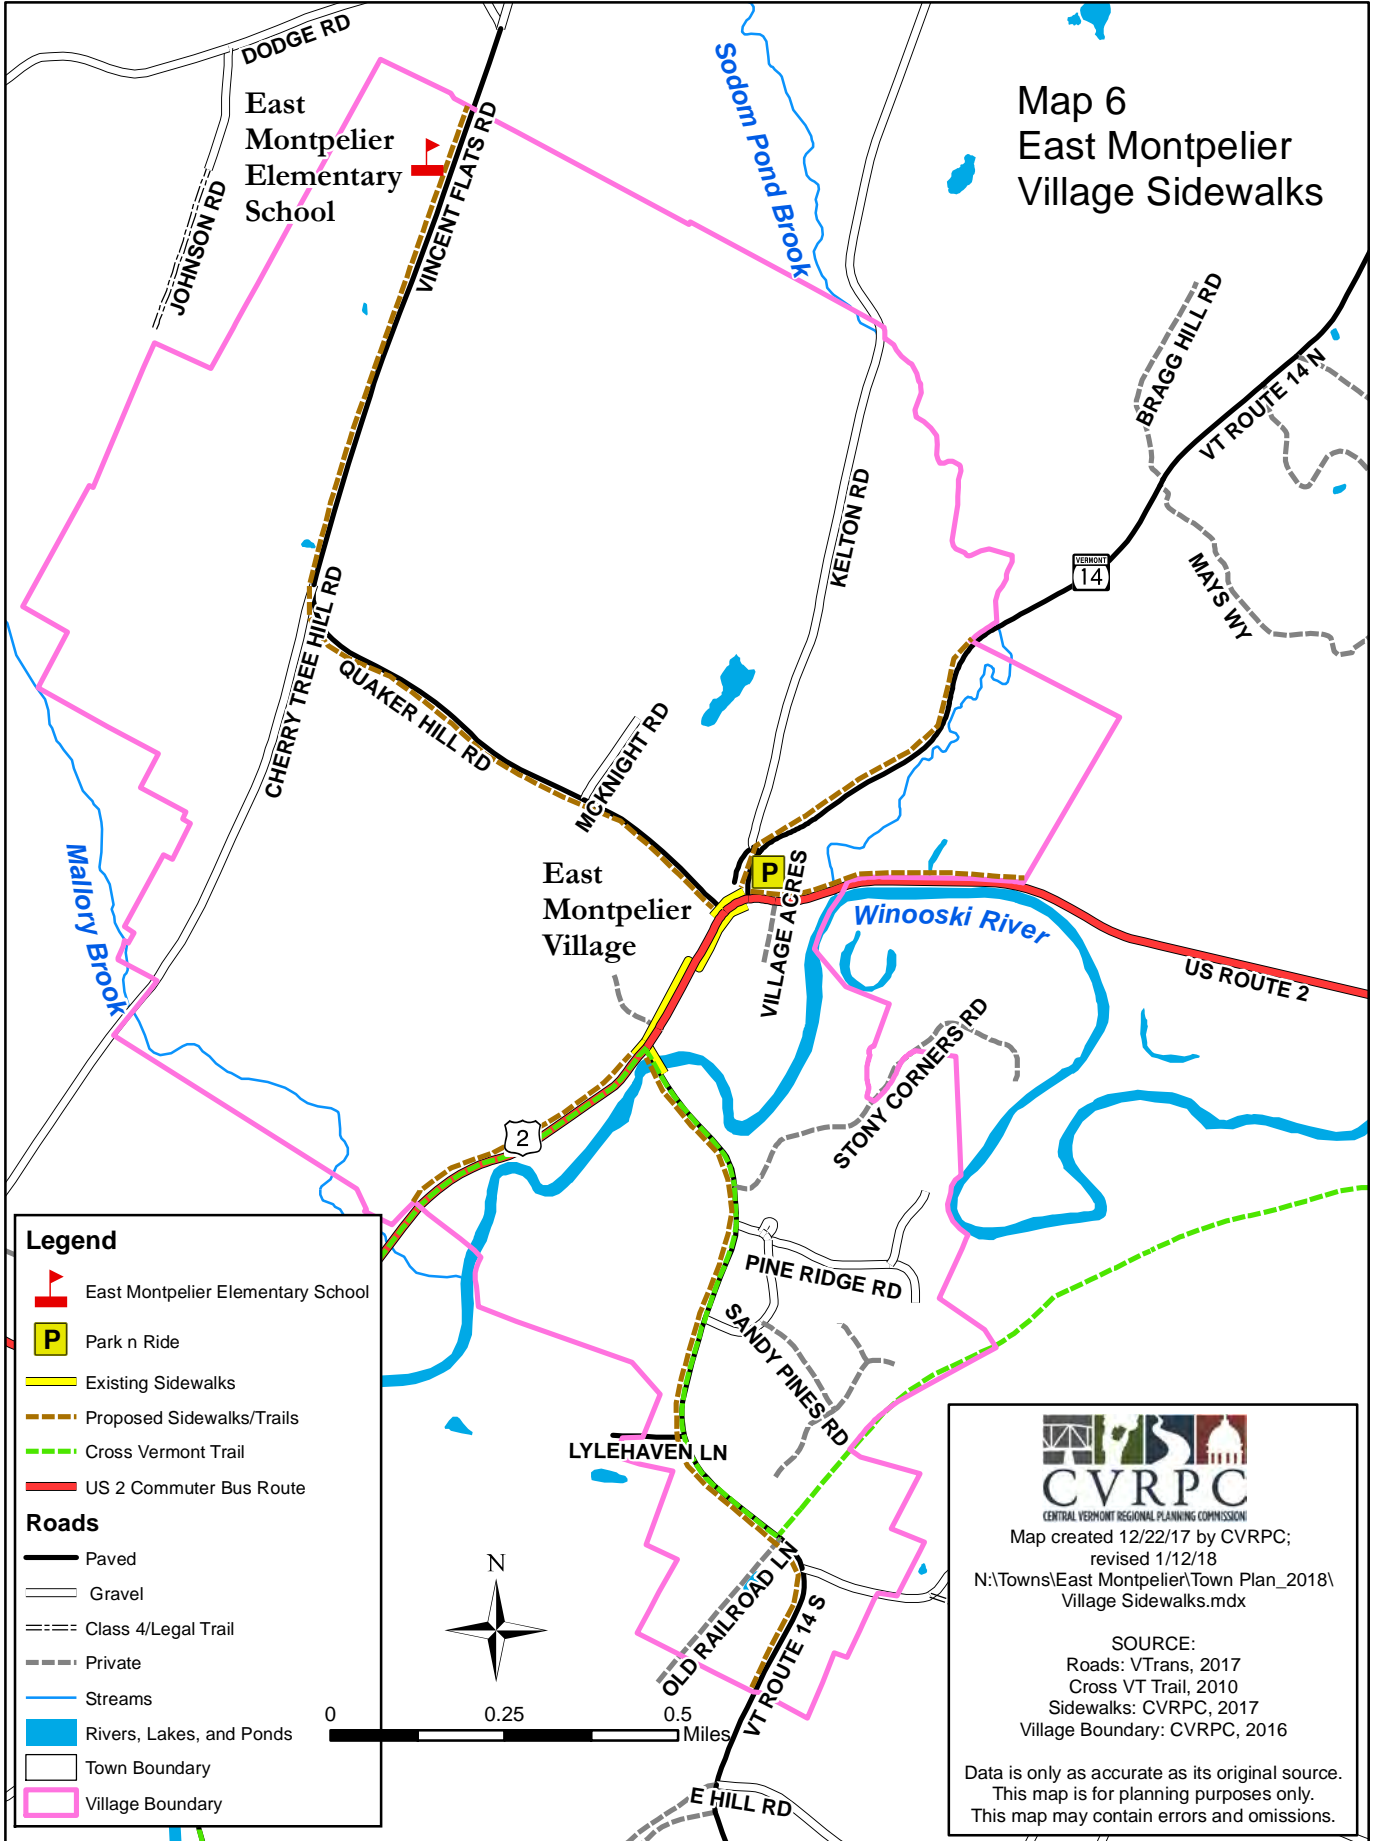 Map 6
East Montpelier
Village Sidewalks
DODGE RD
East
Montpelier
Elementary
School
JOHNSON RD
VINCENT FLATS RD
Sodom Pond Brook
BRAGG HILL RD
VT ROUTE 14 N
KELTON RD
VERMONT
14
MAYS WY
CHERRY TREE HILL RD
QUAKER HILL RD
MCKNIGHT RD
Mallory Brook
East
Montpelier
Village
P
VILLAGE ACRES
Winooski River
US ROUTE 2
STONY CORNERS RD
2
PINE RIDGE RD
SANDY PINES RD
LYLEHAVEN LN
OLD RAILROAD LN
VT ROUTE 14 S
E HILL RD
N
0
0.25
0.5
Miles
Legend
East Montpelier Elementary School
P
Park n Ride
Existing Sidewalks
Proposed Sidewalks/Trails
Cross Vermont Trail
US 2 Commuter Bus Route
Roads
Paved
Gravel
Class 4/Legal Trail
Private
Streams
Rivers, Lakes, and Ponds
Town Boundary
Village Boundary
CVRPC
CENTRAL VERMONT REGIONAL PLANNING COMMISSION
Map created 12/22/17 by CVRPC;
revised 1/12/18
N:\Towns\East Montpelier\Town Plan_2018\
Village Sidewalks.mdx
SOURCE:
Roads: VTrans, 2017
Cross VT Trail, 2010
Sidewalks: CVRPC, 2017
Village Boundary: CVRPC, 2016
Data is only as accurate as its original source.
This map is for planning purposes only.
This map may contain errors and omissions.